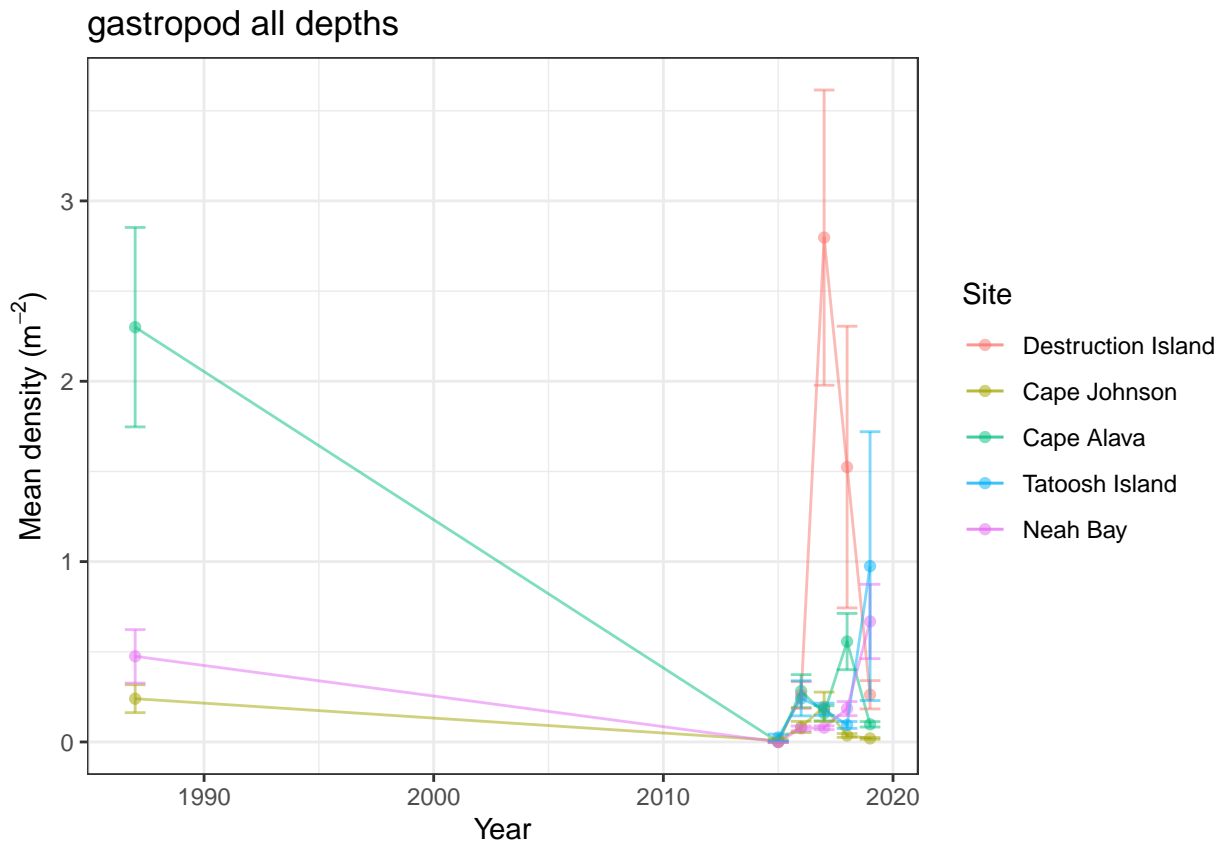 gastropod all depths
Mean density (m⁻²)
3
2
1
0
1990
2000
2010
2020
Year
Site
Destruction Island
Cape Johnson
Cape Alava
Tatoosh Island
Neah Bay